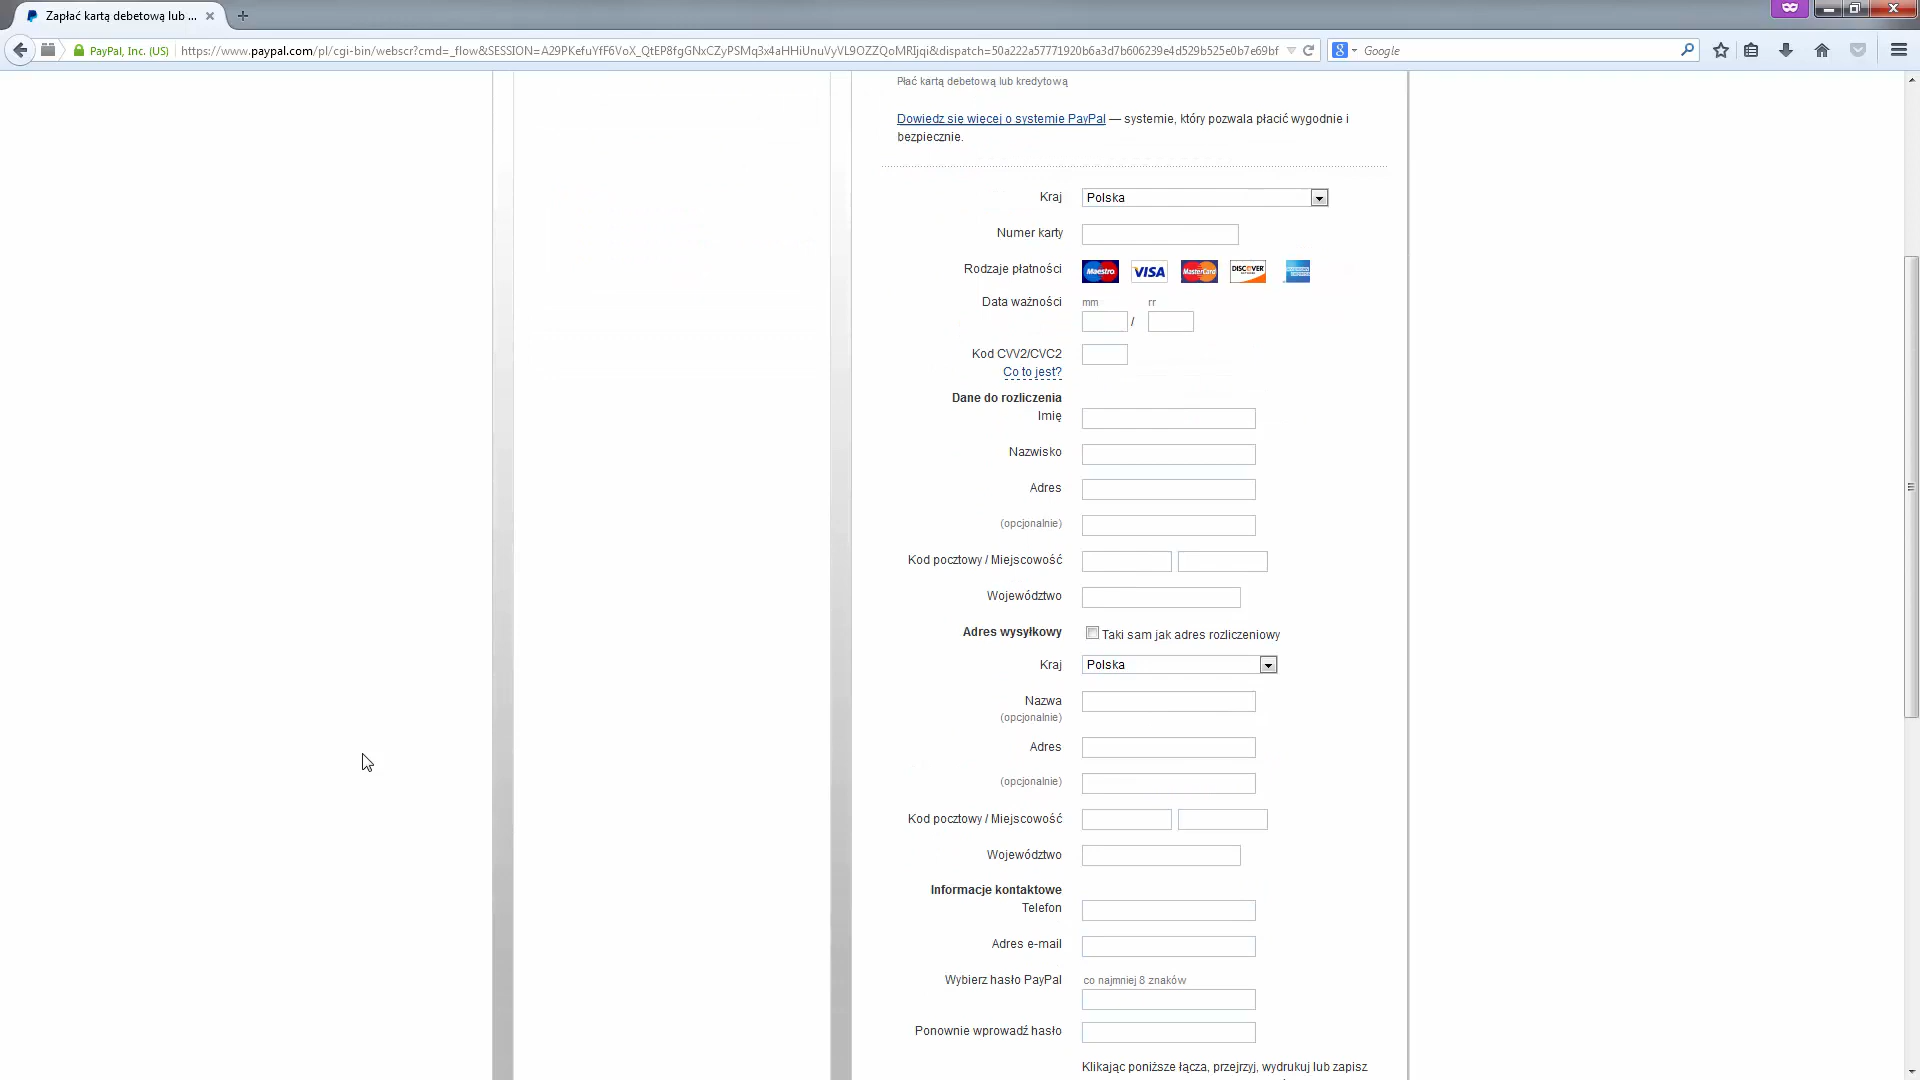 Zapłać kartą debetową lub ...
PayPal, Inc. (US)
https://www.paypal.com/pl/cgi-bin/webscr?cmd=_flow&SESSION=A29PKefuYfF6VoX_QtEP8fgGNxCZyPSMq3x4aHHiUnuVyVL9OZZQoMRIjqi&dispatch=50a222a57771920b6a3d7b606239e4d529b525e0b7e69bf
Google
Płać kartą debetową lub kredytową
Dowiedz się więcej o systemie PayPal — systemie, który pozwala płacić wygodnie i
bezpiecznie.
Kraj Polska
Numer karty
Rodzaje płatności Maestro VISA MasterCard DISCOVER
Data ważności mm rr
/
Kod CVV2/CVC2
Co to jest?
Dane do rozliczenia
Imię
Nazwisko
Adres
(opcjonalnie)
Kod pocztowy / Miejscowość
Województwo
Adres wysyłkowy Taki sam jak adres rozliczeniowy
Kraj Polska
Nazwa
(opcjonalnie)
Adres
(opcjonalnie)
Kod pocztowy / Miejscowość
Województwo
Informacje kontaktowe
Telefon
Adres e-mail
Wybierz hasło PayPal co najmniej 8 znaków
Ponownie wprowadź hasło
Klikając poniższe łącza, przejrzyj, wydrukuj lub zapisz